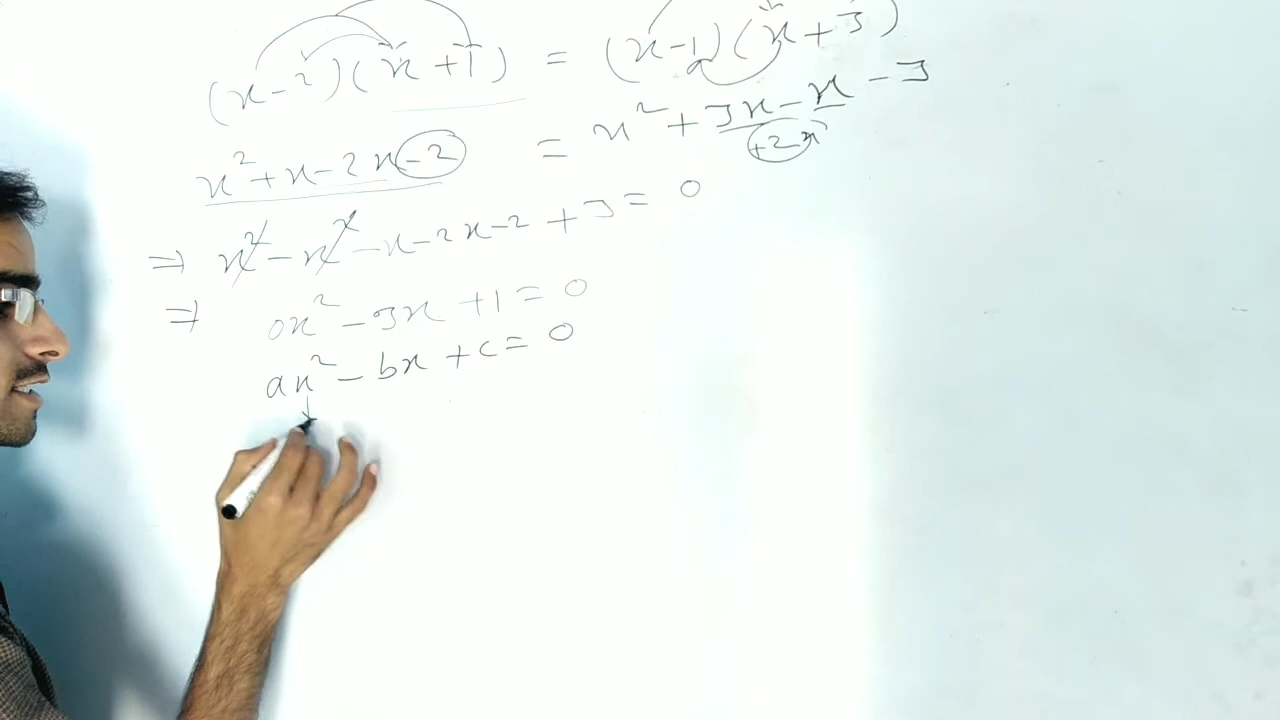 (x-2)(x+1) = (x-1)(x+3)
x²+x-2x-2 = x²+3x-x-3
+2x
⇒ x²-x²-x-2x-2+3=0
⇒ 0x²-3x+1=0
ax²-bx+c=0